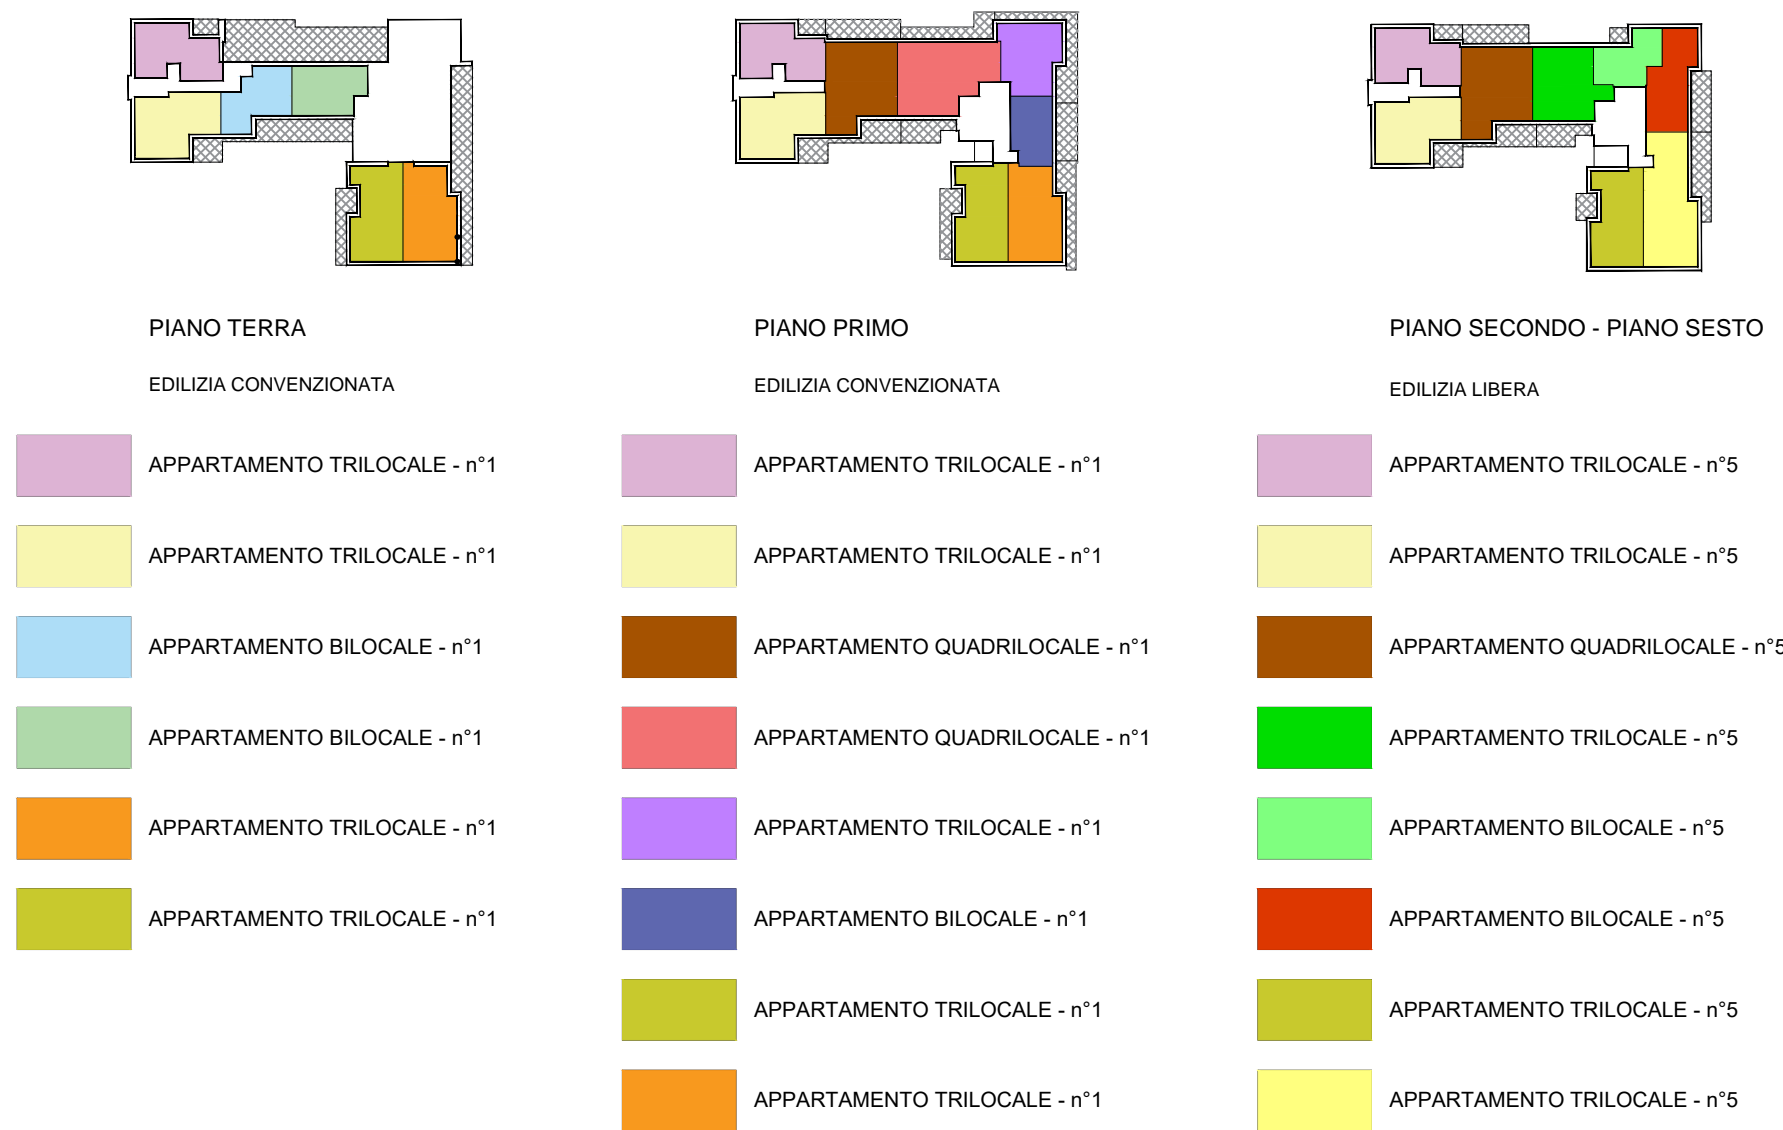 PIANO TERRA
EDILIZIA CONVENZIONATA
APPARTAMENTO TRILOCALE - n°1
APPARTAMENTO TRILOCALE - n°1
APPARTAMENTO BILOCALE - n°1
APPARTAMENTO BILOCALE - n°1
APPARTAMENTO TRILOCALE - n°1
APPARTAMENTO TRILOCALE - n°1
PIANO PRIMO
EDILIZIA CONVENZIONATA
APPARTAMENTO TRILOCALE - n°1
APPARTAMENTO TRILOCALE - n°1
APPARTAMENTO QUADRILOCALE - n°1
APPARTAMENTO QUADRILOCALE - n°1
APPARTAMENTO TRILOCALE - n°1
APPARTAMENTO BILOCALE - n°1
APPARTAMENTO TRILOCALE - n°1
APPARTAMENTO TRILOCALE - n°1
PIANO SECONDO - PIANO SESTO
EDILIZIA LIBERA
APPARTAMENTO TRILOCALE - n°5
APPARTAMENTO TRILOCALE - n°5
APPARTAMENTO QUADRILOCALE - n°5
APPARTAMENTO TRILOCALE - n°5
APPARTAMENTO BILOCALE - n°5
APPARTAMENTO BILOCALE - n°5
APPARTAMENTO TRILOCALE - n°5
APPARTAMENTO TRILOCALE - n°5